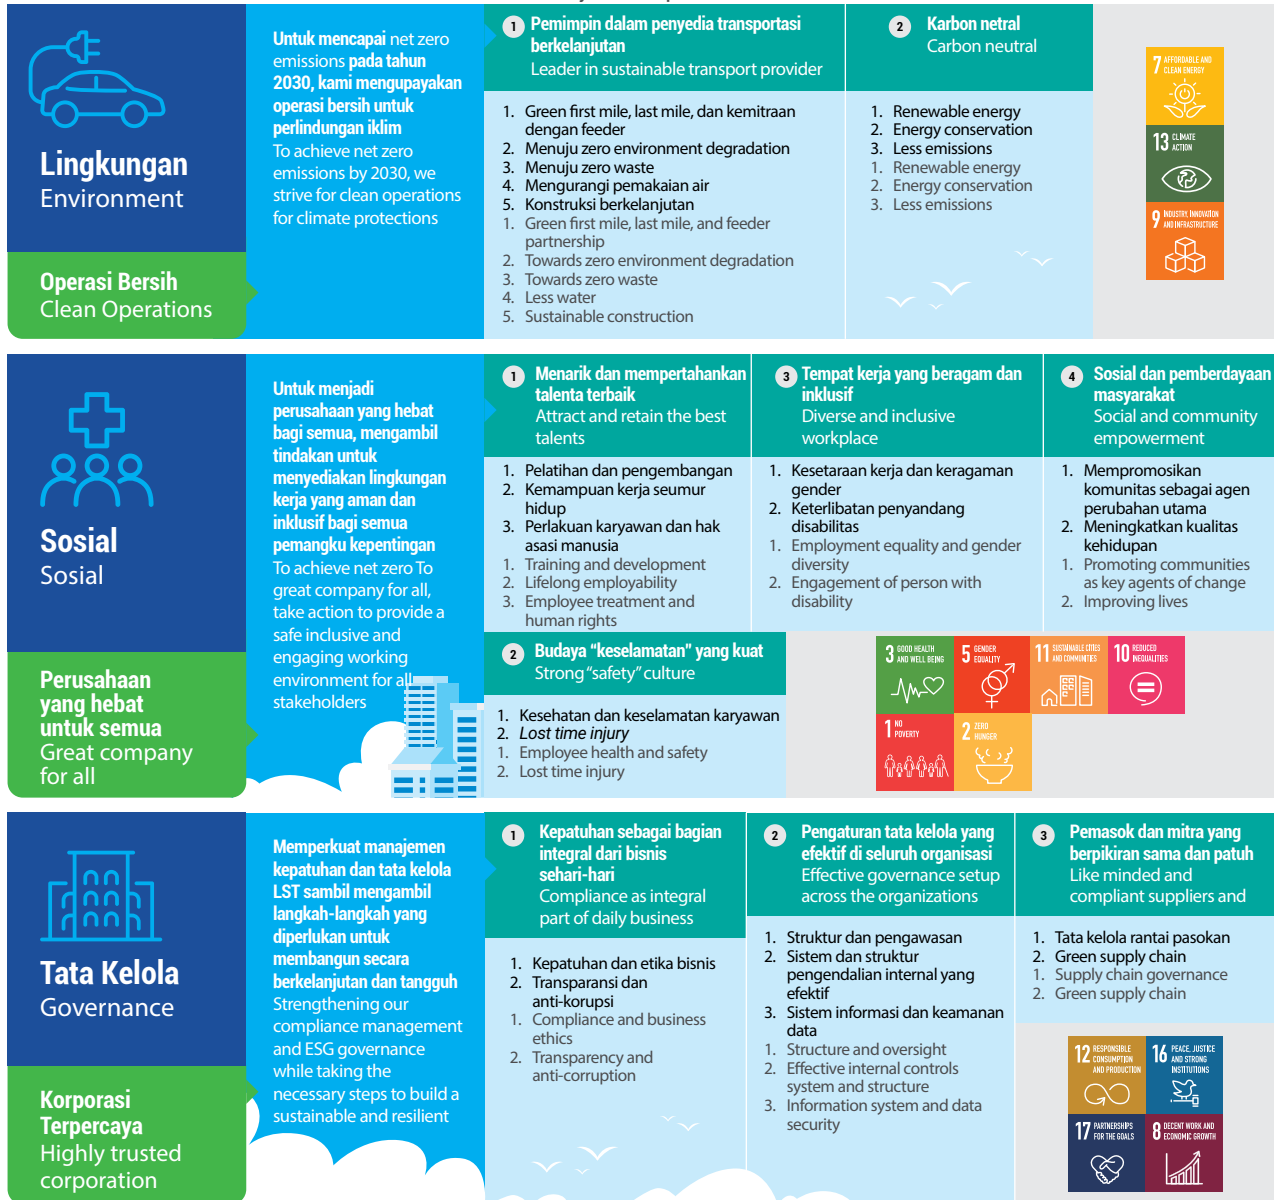 Lingkungan
Environment
Operasi Bersih
Clean Operations
Untuk mencapai net zero
emissions pada tahun
2030, kami mengupayakan
operasi bersih untuk
perlindungan iklim
To achieve net zero
emissions by 2030, we
strive for clean operations
for climate protections
1 Pemimpin dalam penyedia transportasi
berkelanjutan
Leader in sustainable transport provider
1. Green first mile, last mile, dan kemitraan
dengan feeder
2. Menuju zero environment degradation
3. Menuju zero waste
4. Mengurangi pemakaian air
5. Konstruksi berkelanjutan
1. Green first mile, last mile, and feeder
partnership
2. Towards zero environment degradation
3. Towards zero waste
4. Less water
5. Sustainable construction
2 Karbon netral
Carbon neutral
1. Renewable energy
2. Energy conservation
3. Less emissions
1. Renewable energy
2. Energy conservation
3. Less emissions
7 AFFORDABLE AND
CLEAN ENERGY
13 CLIMATE
ACTION
9 INDUSTRY, INNOVATION
AND INFRASTRUCTURE
Sosial
Sosial
Perusahaan
yang hebat
untuk semua
Great company
for all
Untuk menjadi
perusahaan yang hebat
bagi semua, mengambil
tindakan untuk
menyediakan lingkungan
kerja yang aman dan
inklusif bagi semua
pemangku kepentingan
To achieve net zero To
great company for all,
take action to provide a
safe inclusive and
engaging working
environment for all
stakeholders
1 Menarik dan mempertahankan
talenta terbaik
Attract and retain the best
talents
1. Pelatihan dan pengembangan
2. Kemampuan kerja seumur
hidup
3. Perlakuan karyawan dan hak
asasi manusia
1. Training and development
2. Lifelong employability
3. Employee treatment and
human rights
3 Tempat kerja yang beragam dan
inklusif
Diverse and inclusive
workplace
1. Kesetaraan kerja dan keragaman
gender
2. Keterlibatan penyandang
disabilitas
1. Employment equality and gender
diversity
2. Engagement of person with
disability
4 Sosial dan pemberdayaan
masyarakat
Social and community
empowerment
1. Mempromosikan
komunitas sebagai agen
perubahan utama
2. Meningkatkan kualitas
kehidupan
1. Promoting communities
as key agents of change
2. Improving lives
2 Budaya “keselamatan” yang kuat
Strong “safety” culture
1. Kesehatan dan keselamatan karyawan
2. Lost time injury
1. Employee health and safety
2. Lost time injury
3 GOOD HEALTH
AND WELL BEING
5 GENDER
EQUALITY
11 SUSTAINABLE CITIES
AND COMMUNITIES
10 REDUCED
INEQUALITIES
1 NO
POVERTY
2 ZERO
HUNGER
Tata Kelola
Governance
Korporasi
Terpercaya
Highly trusted
corporation
Memperkuat manajemen
kepatuhan dan tata kelola
LST sambil mengambil
langkah-langkah yang
diperlukan untuk
membangun secara
berkelanjutan dan tangguh
Strengthening our
compliance management
and ESG governance
while taking the
necessary steps to build a
sustainable and resilient
1 Kepatuhan sebagai bagian
integral dari bisnis
sehari-hari
Compliance as integral
part of daily business
1. Kepatuhan dan etika bisnis
2. Transparansi dan
anti-korupsi
1. Compliance and business
ethics
2. Transparency and
anti-corruption
2 Pengaturan tata kelola yang
efektif di seluruh organisasi
Effective governance setup
across the organizations
1. Struktur dan pengawasan
2. Sistem dan struktur
pengendalian internal yang
efektif
3. Sistem informasi dan keamanan
data
1. Structure and oversight
2. Effective internal controls
system and structure
3. Information system and data
security
3 Pemasok dan mitra yang
berpikiran sama dan patuh
Like minded and
compliant suppliers and
1. Tata kelola rantai pasokan
2. Green supply chain
1. Supply chain governance
2. Green supply chain
12 RESPONSIBLE
CONSUMPTION
AND PRODUCTION
16 PEACE, JUSTICE
AND STRONG
INSTITUTIONS
17 PARTNERSHIPS
FOR THE GOALS
8 DECENT WORK AND
ECONOMIC GROWTH